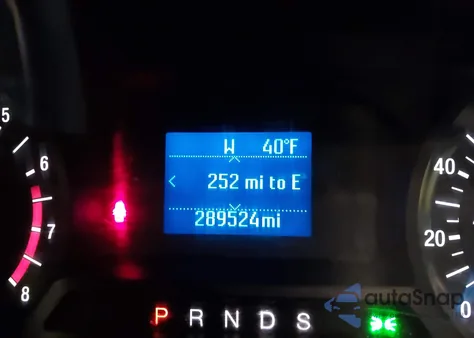 5
6
7
8
W 40°F
252 mi to E
289524mi
40
20
0
P R N D S
autoSnap